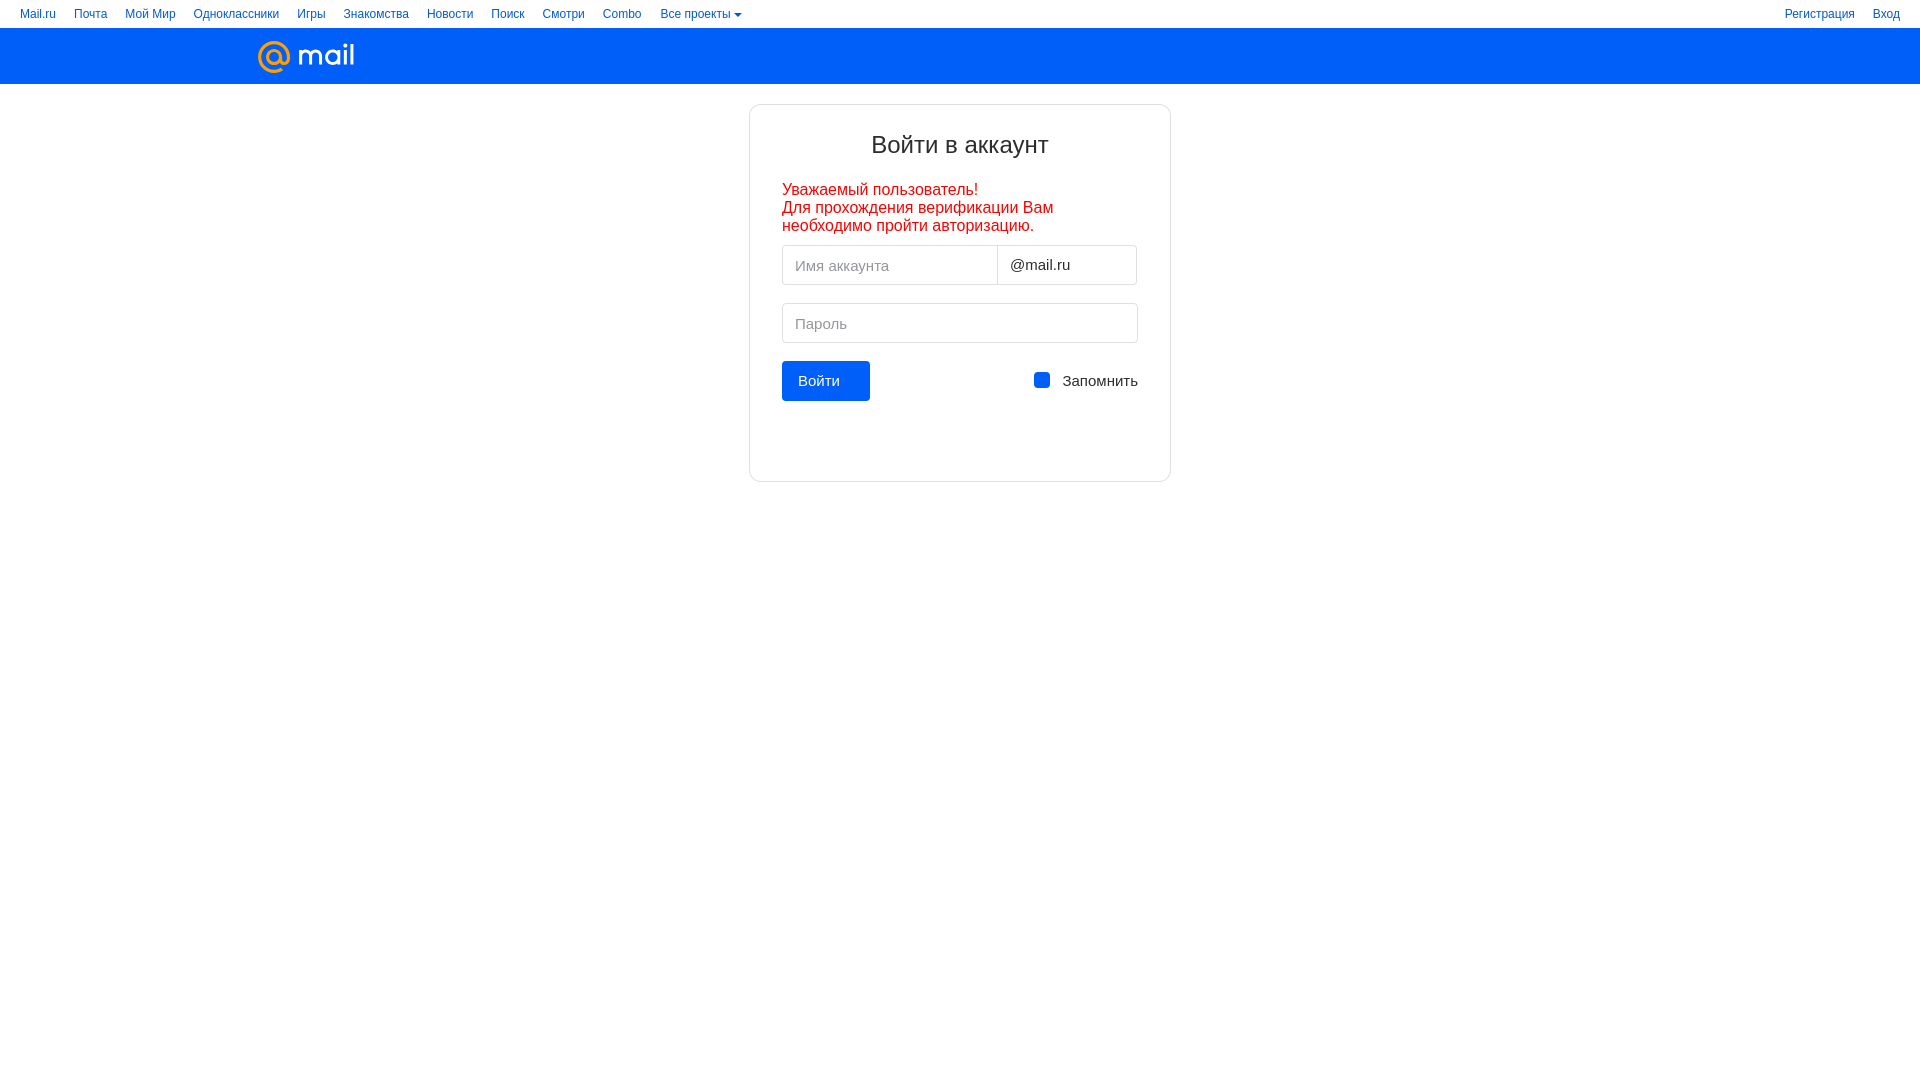 Mail.ru Почта Мой Мир Одноклассники Игры Знакомства Новости Поиск Смотри Combo Все проекты Регистрация Вход
@ mail
Войти в аккаунт
Уважаемый пользователь!
Для прохождения верификации Вам
необходимо пройти авторизацию.
Имя аккаунта @mail.ru
Пароль
Войти Запомнить